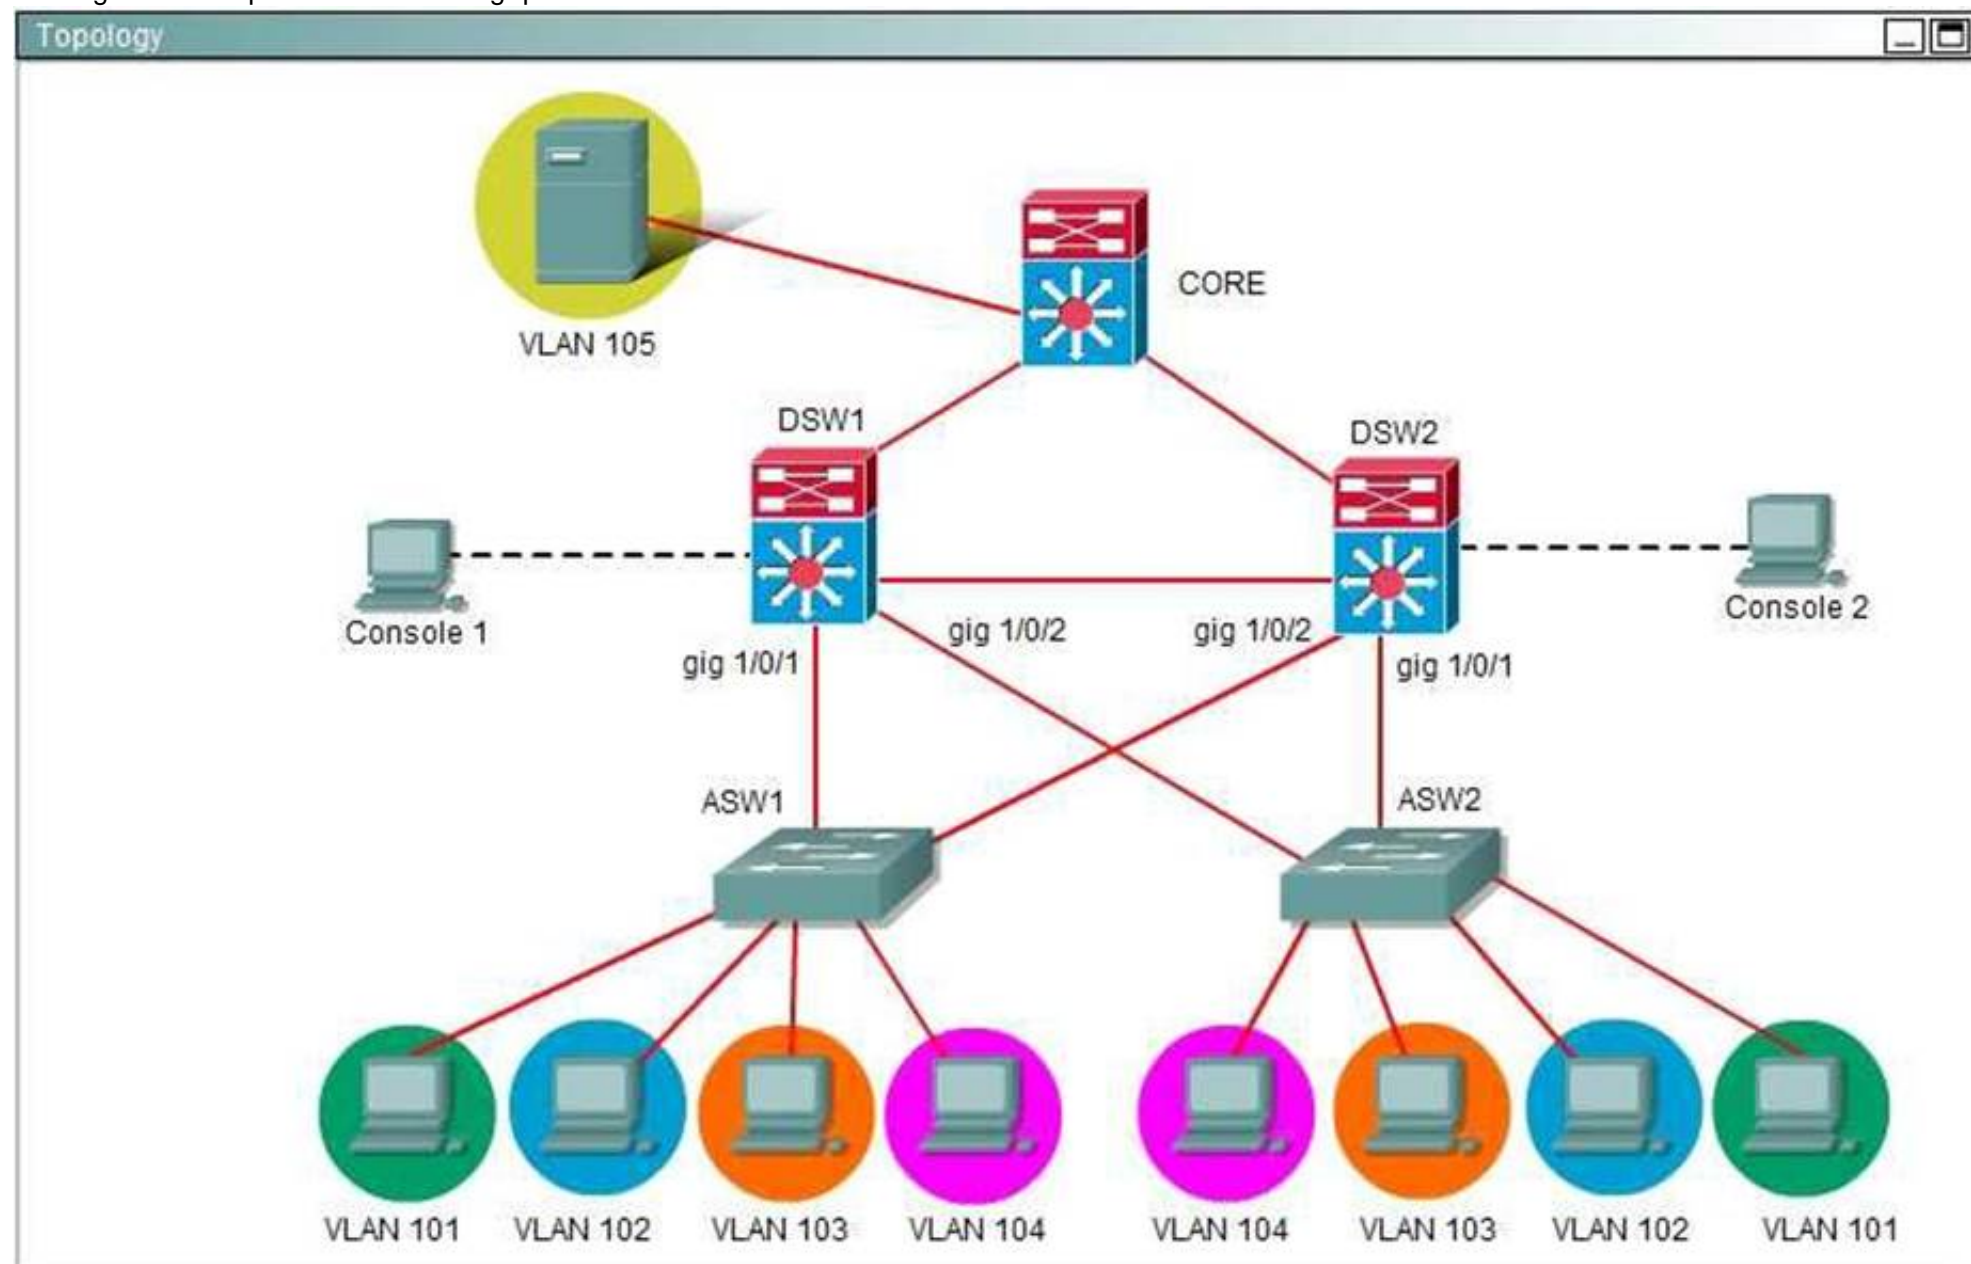 Topology
VLAN 105
CORE
DSW1
DSW2
Console 1
Console 2
gig 1/0/1
gig 1/0/2
gig 1/0/2
gig 1/0/1
ASW1
ASW2
VLAN 101
VLAN 102
VLAN 103
VLAN 104
VLAN 104
VLAN 103
VLAN 102
VLAN 101